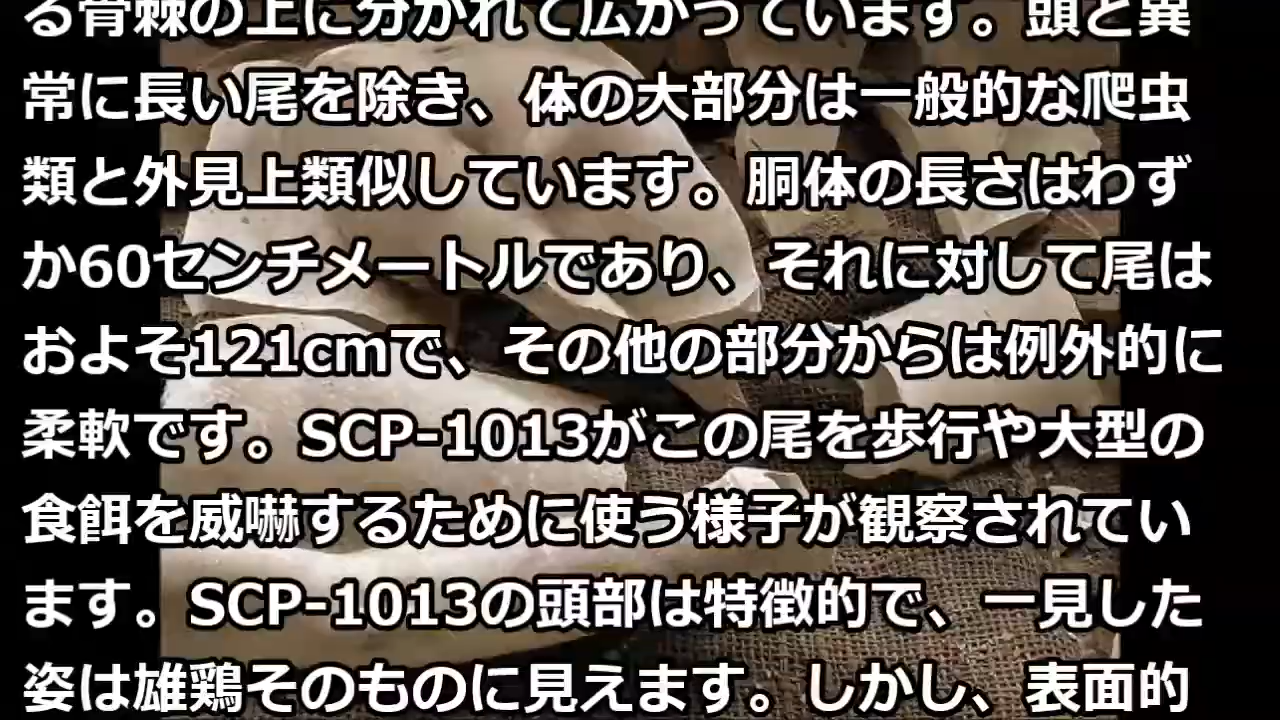 る骨棘の上に分かれて広がっています。頭と異
常に長い尾を除き、体の大部分は一般的な爬虫
類と外見上類似しています。胴体の長さはわず
か60センチメートルであり、それに対して尾は
およそ121cmで、その他の部分からは例外的に
柔軟です。SCP-1013がこの尾を歩行や大型の
食餌を威嚇するために使う様子が観察されてい
ます。SCP-1013の頭部は特徴的で、一見した
姿は雄鶏そのものに見えます。しかし、表面的